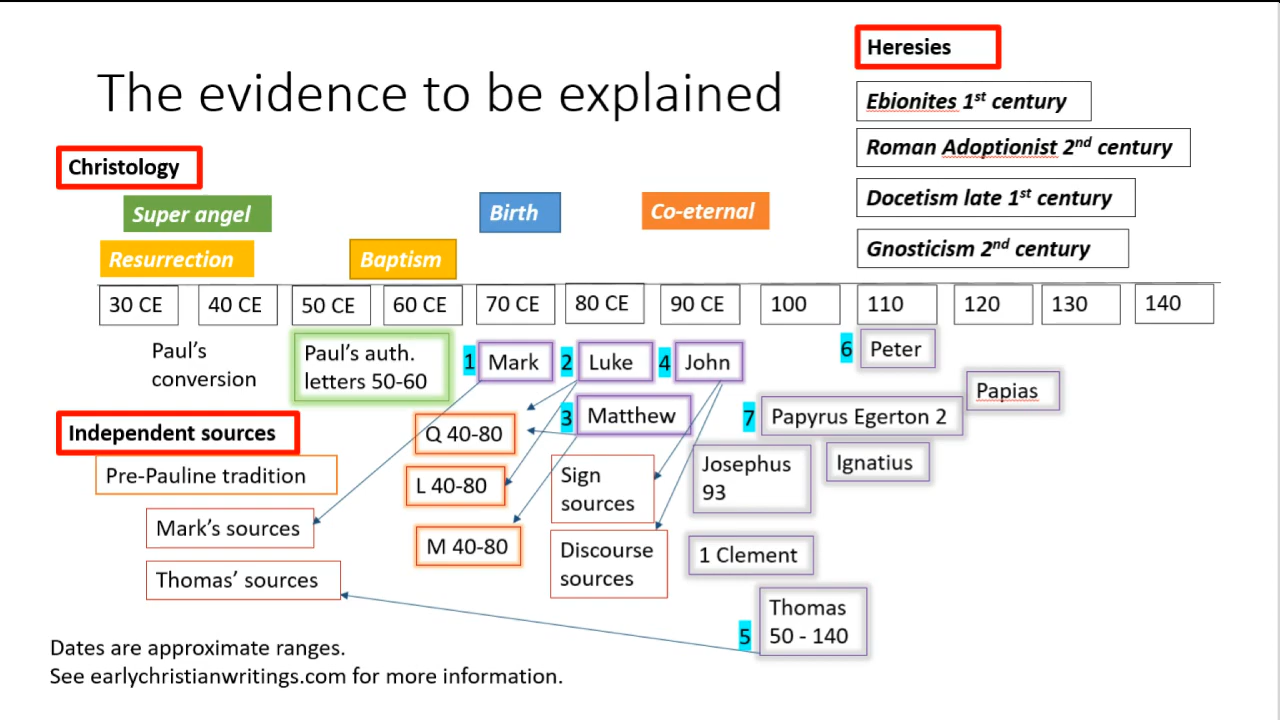 Heresies
The evidence to be explained
Ebionites 1st century
Roman Adoptionist 2nd century
Docetism late 1st century
Gnosticism 2nd century
Christology
Super angel
Birth
Co-eternal
Resurrection
Baptism
30 CE
40 CE
50 CE
60 CE
70 CE
80 CE
90 CE
100
110
120
130
140
Paul's
conversion
Paul's auth.
letters 50-60
1 Mark
2 Luke
4 John
6 Peter
3 Matthew
7 Papyrus Egerton 2
Papias
Independent sources
Q 40-80
Pre-Pauline tradition
L 40-80
Sign
sources
Josephus
93
Ignatius
Mark's sources
M 40-80
Discourse
sources
1 Clement
Thomas' sources
5 Thomas
50 - 140
Dates are approximate ranges.
See earlychristianwritings.com for more information.